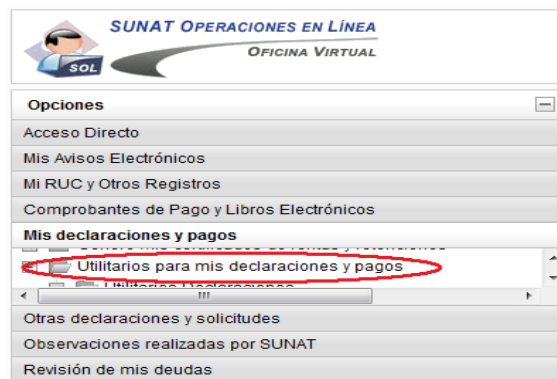 SUNAT OPERACIONES EN LÍNEA
OFICINA VIRTUAL
SOL
Opciones
Acceso Directo
Mis Avisos Electrónicos
Mi RUC y Otros Registros
Comprobantes de Pago y Libros Electrónicos
Mis declaraciones y pagos
Utilitarios para mis declaraciones y pagos
Utilitarios Declaraciones
Otras declaraciones y solicitudes
Observaciones realizadas por SUNAT
Revisión de mis deudas